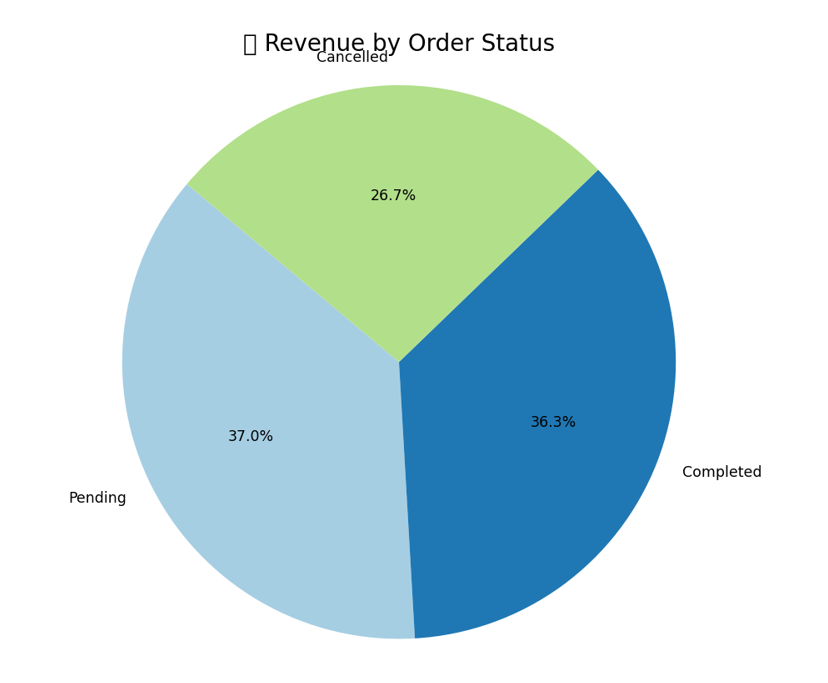 Revenue by Order Status
Cancelled
26.7%
36.3%
37.0%
Completed
Pending